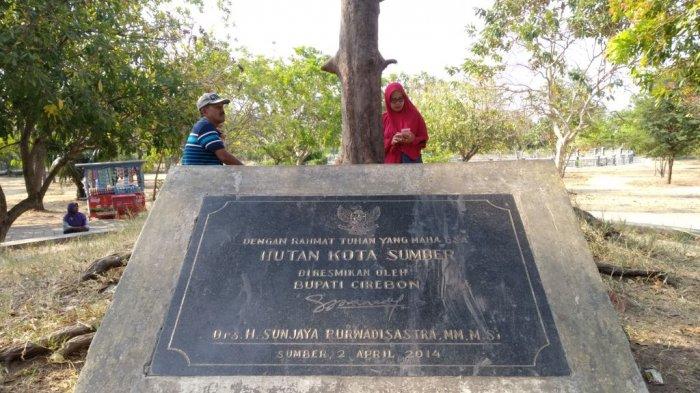 DENGAN RAHMAT TUHAN YANG MAHA ESA
HUTAN KOTA SUMBER
DIRESMIKAN OLEH
BUPATI CIREBON
Drs. H. SUNJAYA PURWADISASTRA, MM, M.Si
SUMBER, 2 APRIL 2014